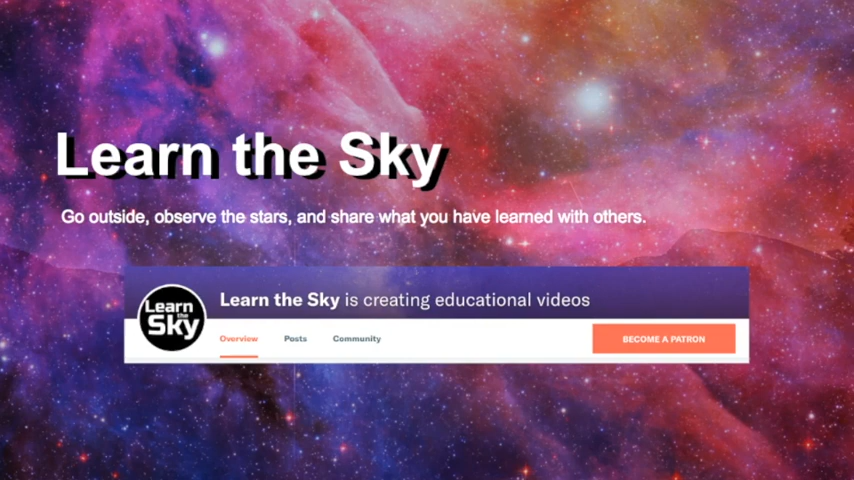 Learn the Sky
Go outside, observe the stars, and share what you have learned with others.
Learn the Sky is creating educational videos
Learn
the
Sky
Overview Posts Community BECOME A PATRON